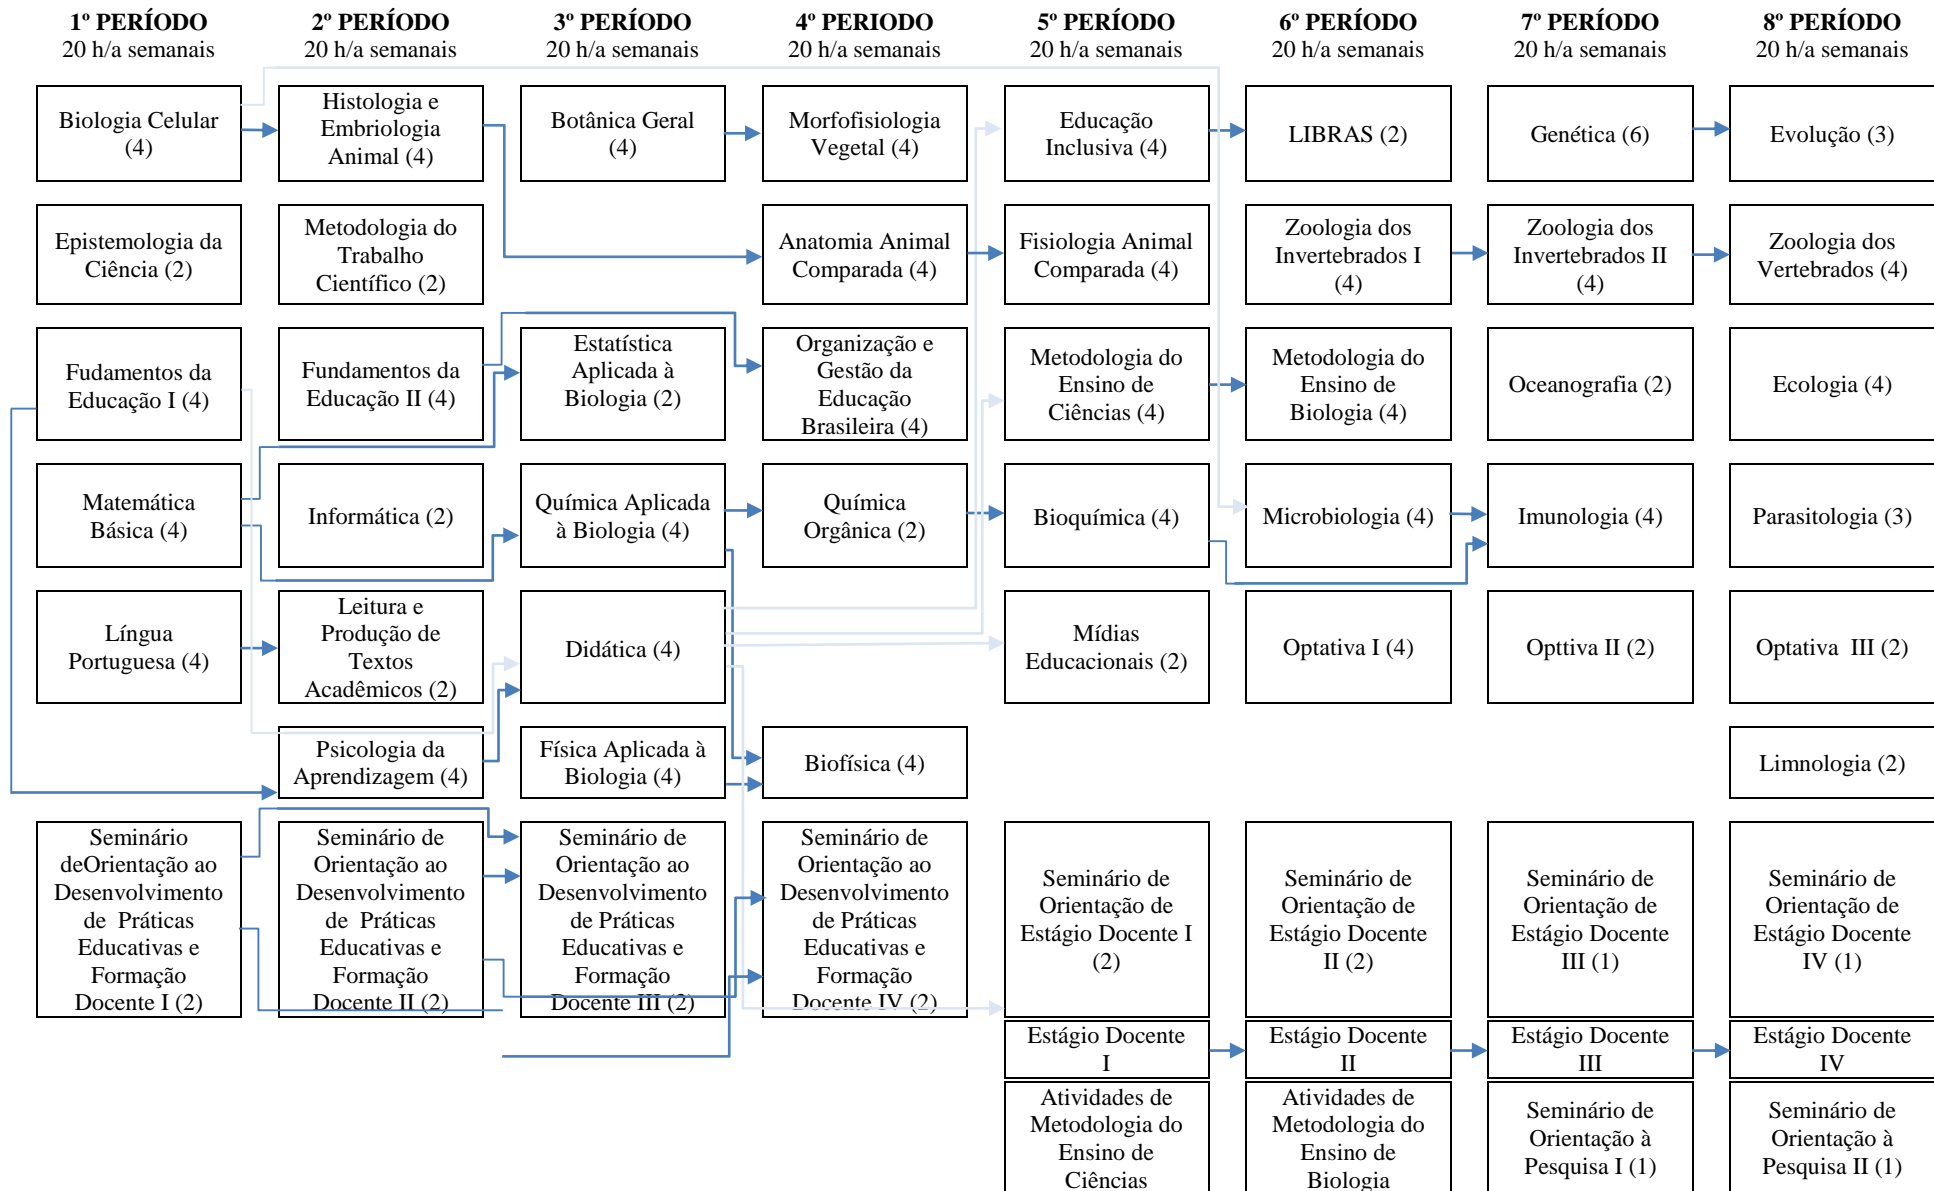 1º PERÍODO
20 h/a semanais
2º PERÍODO
20 h/a semanais
3º PERÍODO
20 h/a semanais
4º PERÍODO
20 h/a semanais
5º PERÍODO
20 h/a semanais
6º PERÍODO
20 h/a semanais
7º PERÍODO
20 h/a semanais
8º PERÍODO
20 h/a semanais
Biologia Celular
(4)
Histologia e
Embriologia
Animal (4)
Botânica Geral
(4)
Morfofisiologia
Vegetal (4)
Educação
Inclusiva (4)
LIBRAS (2)
Genética (6)
Evolução (3)
Epistemologia da
Ciência (2)
Metodologia do
Trabalho
Científico (2)
Anatomia Animal
Comparada (4)
Fisiologia Animal
Comparada (4)
Zoologia dos
Invertebrados I
(4)
Zoologia dos
Invertebrados II
(4)
Zoologia dos
Vertebrados (4)
Fudamentos da
Educação I (4)
Fundamentos da
Educação II (4)
Estatística
Aplicada à
Biologia (2)
Organização e
Gestão da
Educação
Brasileira (4)
Metodologia do
Ensino de
Ciências (4)
Metodologia do
Ensino de
Biologia (4)
Oceanografia (2)
Ecologia (4)
Matemática
Básica (4)
Informática (2)
Química Aplicada
à Biologia (4)
Química
Orgânica (2)
Bioquímica (4)
Microbiologia (4)
Imunologia (4)
Parasitologia (3)
Língua
Portuguesa (4)
Leitura e
Produção de
Textos
Acadêmicos (2)
Didática (4)
Mídias
Educacionais (2)
Optativa I (4)
Opttiva II (2)
Optativa III (2)
Psicologia da
Aprendizagem (4)
Física Aplicada à
Biologia (4)
Biofísica (4)
Limnologia (2)
Seminário
deOrientação ao
Desenvolvimento
de Práticas
Educativas e
Formação
Docente I (2)
Seminário de
Orientação ao
Desenvolvimento
de Práticas
Educativas e
Formação
Docente II (2)
Seminário de
Orientação ao
Desenvolvimento
de Práticas
Educativas e
Formação
Docente III (2)
Seminário de
Orientação ao
Desenvolvimento
de Práticas
Educativas e
Formação
Docente IV (2)
Seminário de
Orientação de
Estágio Docente I
(2)
Seminário de
Orientação de
Estágio Docente
II (2)
Seminário de
Orientação de
Estágio Docente
III (1)
Seminário de
Orientação de
Estágio Docente
IV (1)
Estágio Docente
I
Estágio Docente
II
Estágio Docente
III
Estágio Docente
IV
Atividades de
Metodologia do
Ensino de
Ciências
Atividades de
Metodologia do
Ensino de
Biologia
Seminário de
Orientação à
Pesquisa I (1)
Seminário de
Orientação à
Pesquisa II (1)